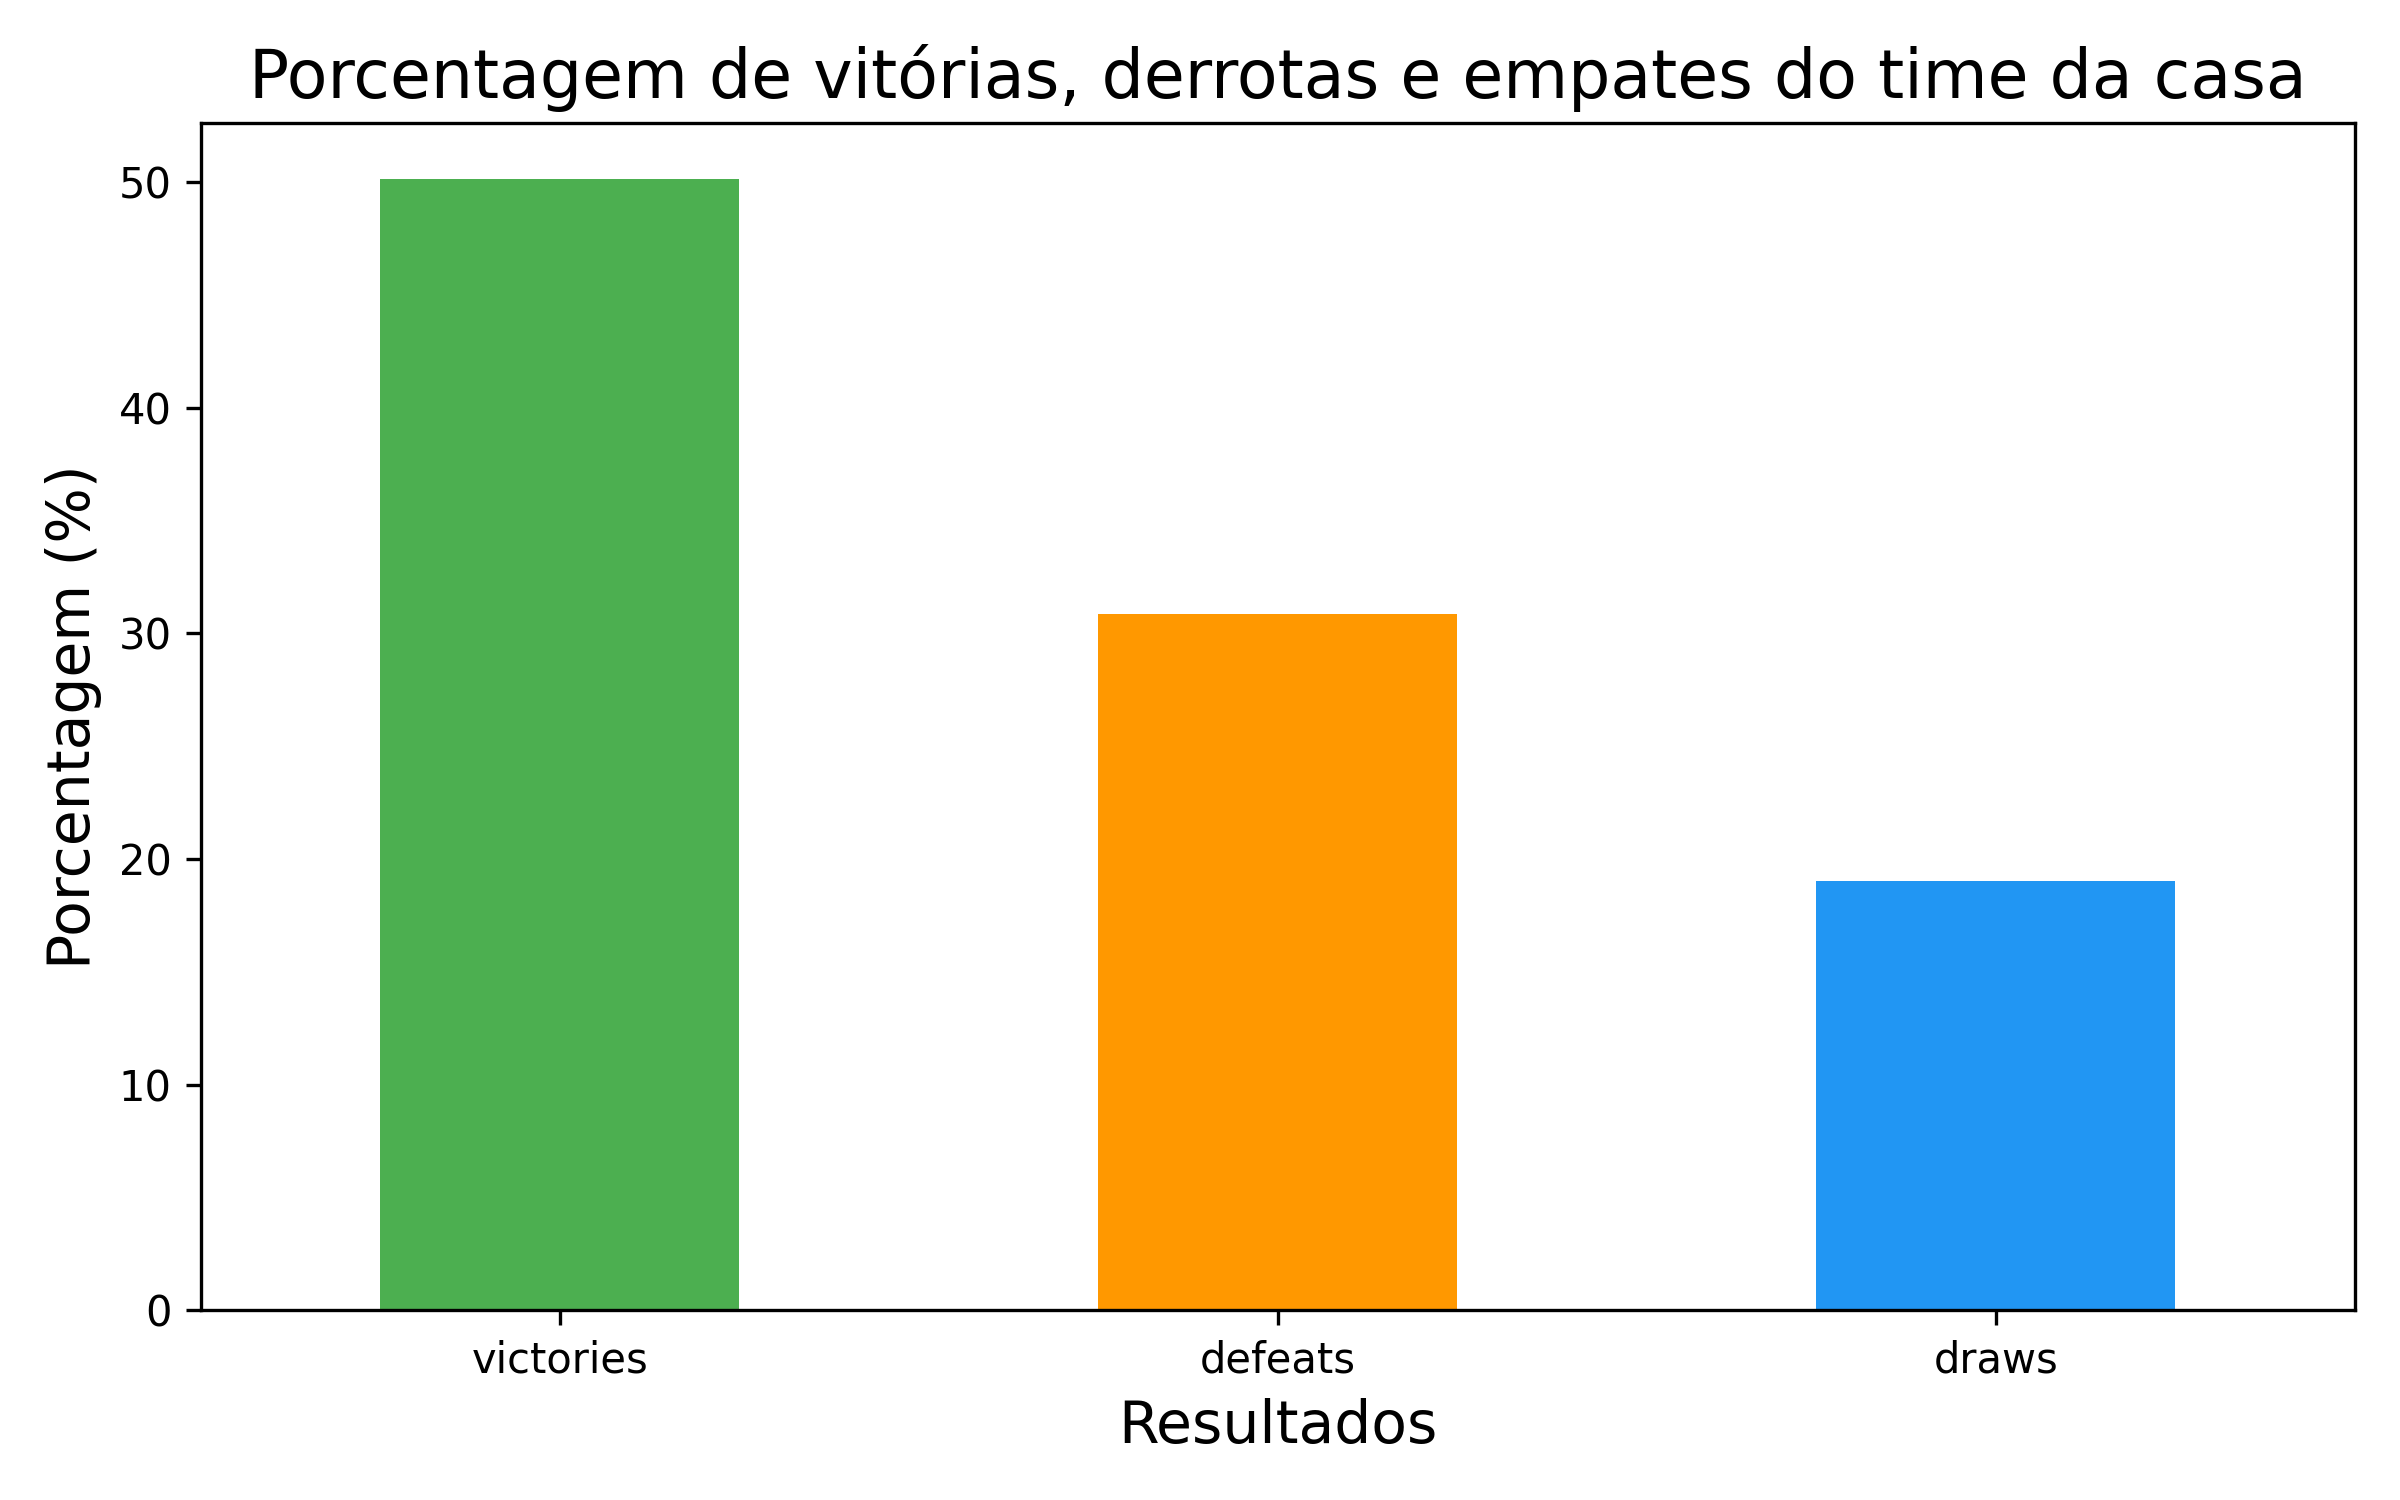 Porcentagem de vitórias, derrotas e empates do time da casa
Porcentagem (%)
50
40
30
20
10
0
victories
defeats
draws
Resultados